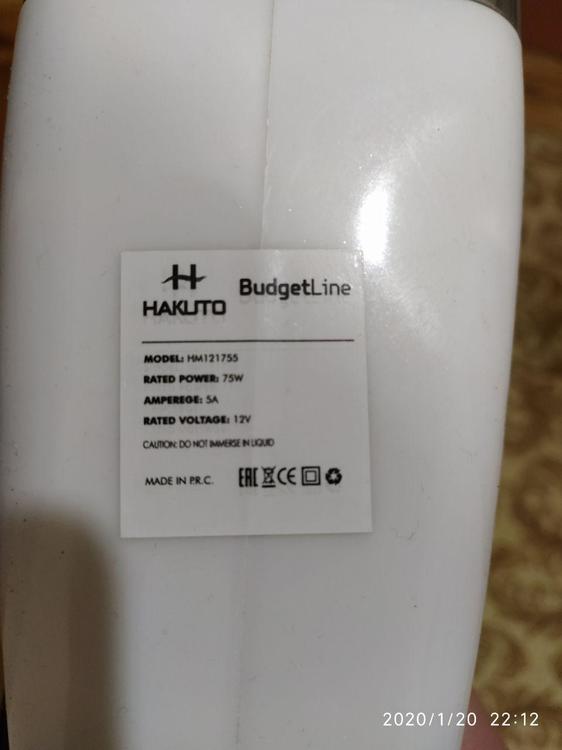 HAKUTO
BudgetLine
MODEL: HM121755
RATED POWER: 75W
AMPEREGE: 5A
RATED VOLTAGE: 12V
CAUTION: DO NOT IMMERSE IN LIQUID
MADE IN P.R.C.
EAC CE
2020/1/20 22:12